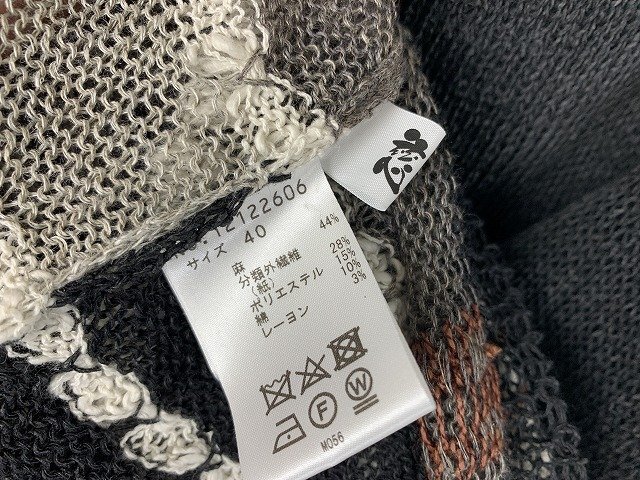 .12122606
サイズ 40
麻 44%
分類外繊維
(紙) 28%
ポリエステル 15%
綿 10%
レーヨン 3%
F W
M056